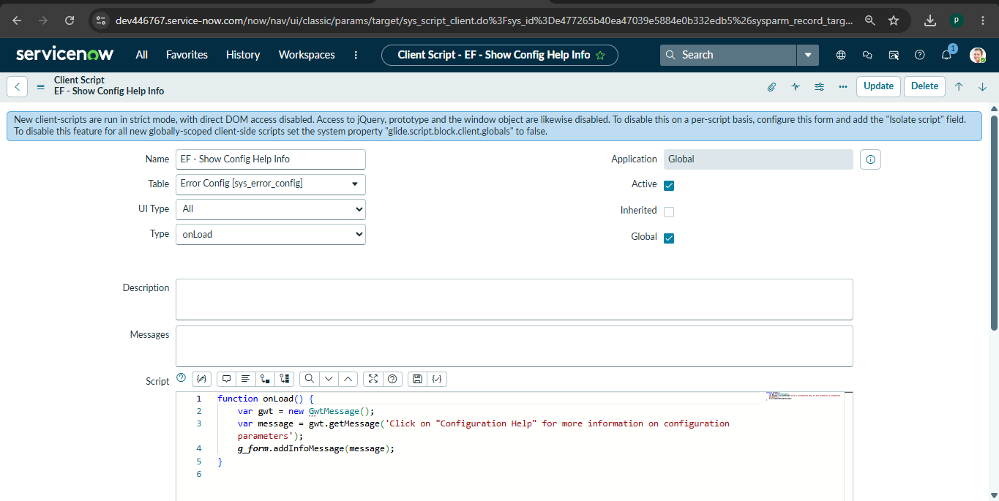 dev446767.service-now.com/now/nav/ui/classic/params/target/sys_script_client.do%3Fsys_id%3De477265b40ea47039e5884e0b332edb5%26sysparm_record_targ...
P
servicenow All Favorites History Workspaces Client Script - EF - Show Config Help Info Search 1
Client Script
EF - Show Config Help Info
Update Delete
New client-scripts are run in strict mode, with direct DOM access disabled. Access to jQuery, prototype and the window object are likewise disabled. To disable this on a per-script basis, configure this form and add the "Isolate script" field.
To disable this feature for all new globally-scoped client-side scripts set the system property "glide.script.block.client.globals" to false.
Name EF - Show Config Help Info
Application Global
Table Error Config [sys_error_config]
Active
UI Type All
Inherited
Type onLoad
Global
Description
Messages
Script
1 function onLoad() {
2 var gwt = new GwtMessage();
3 var message = gwt.getMessage('Click on "Configuration Help" for more information on configuration
parameters');
4 g_form.addInfoMessage(message);
5 }
6